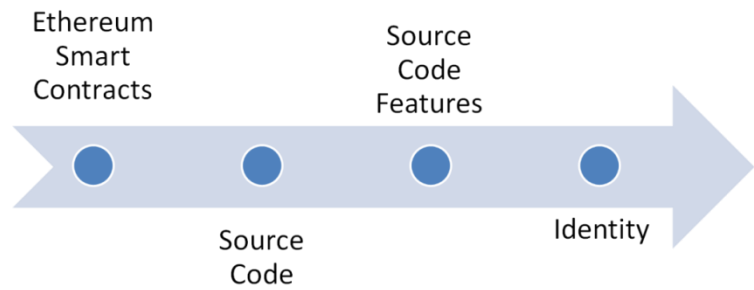 Ethereum
Smart
Contracts
Source
Code
Source
Code
Features
Identity